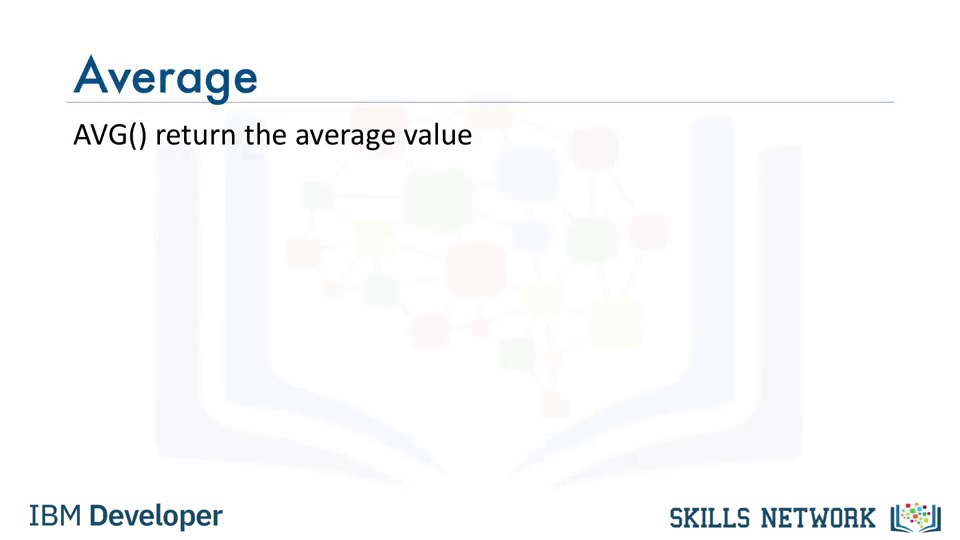 Average
AVG() return the average value
IBM Developer
SKILLS NETWORK